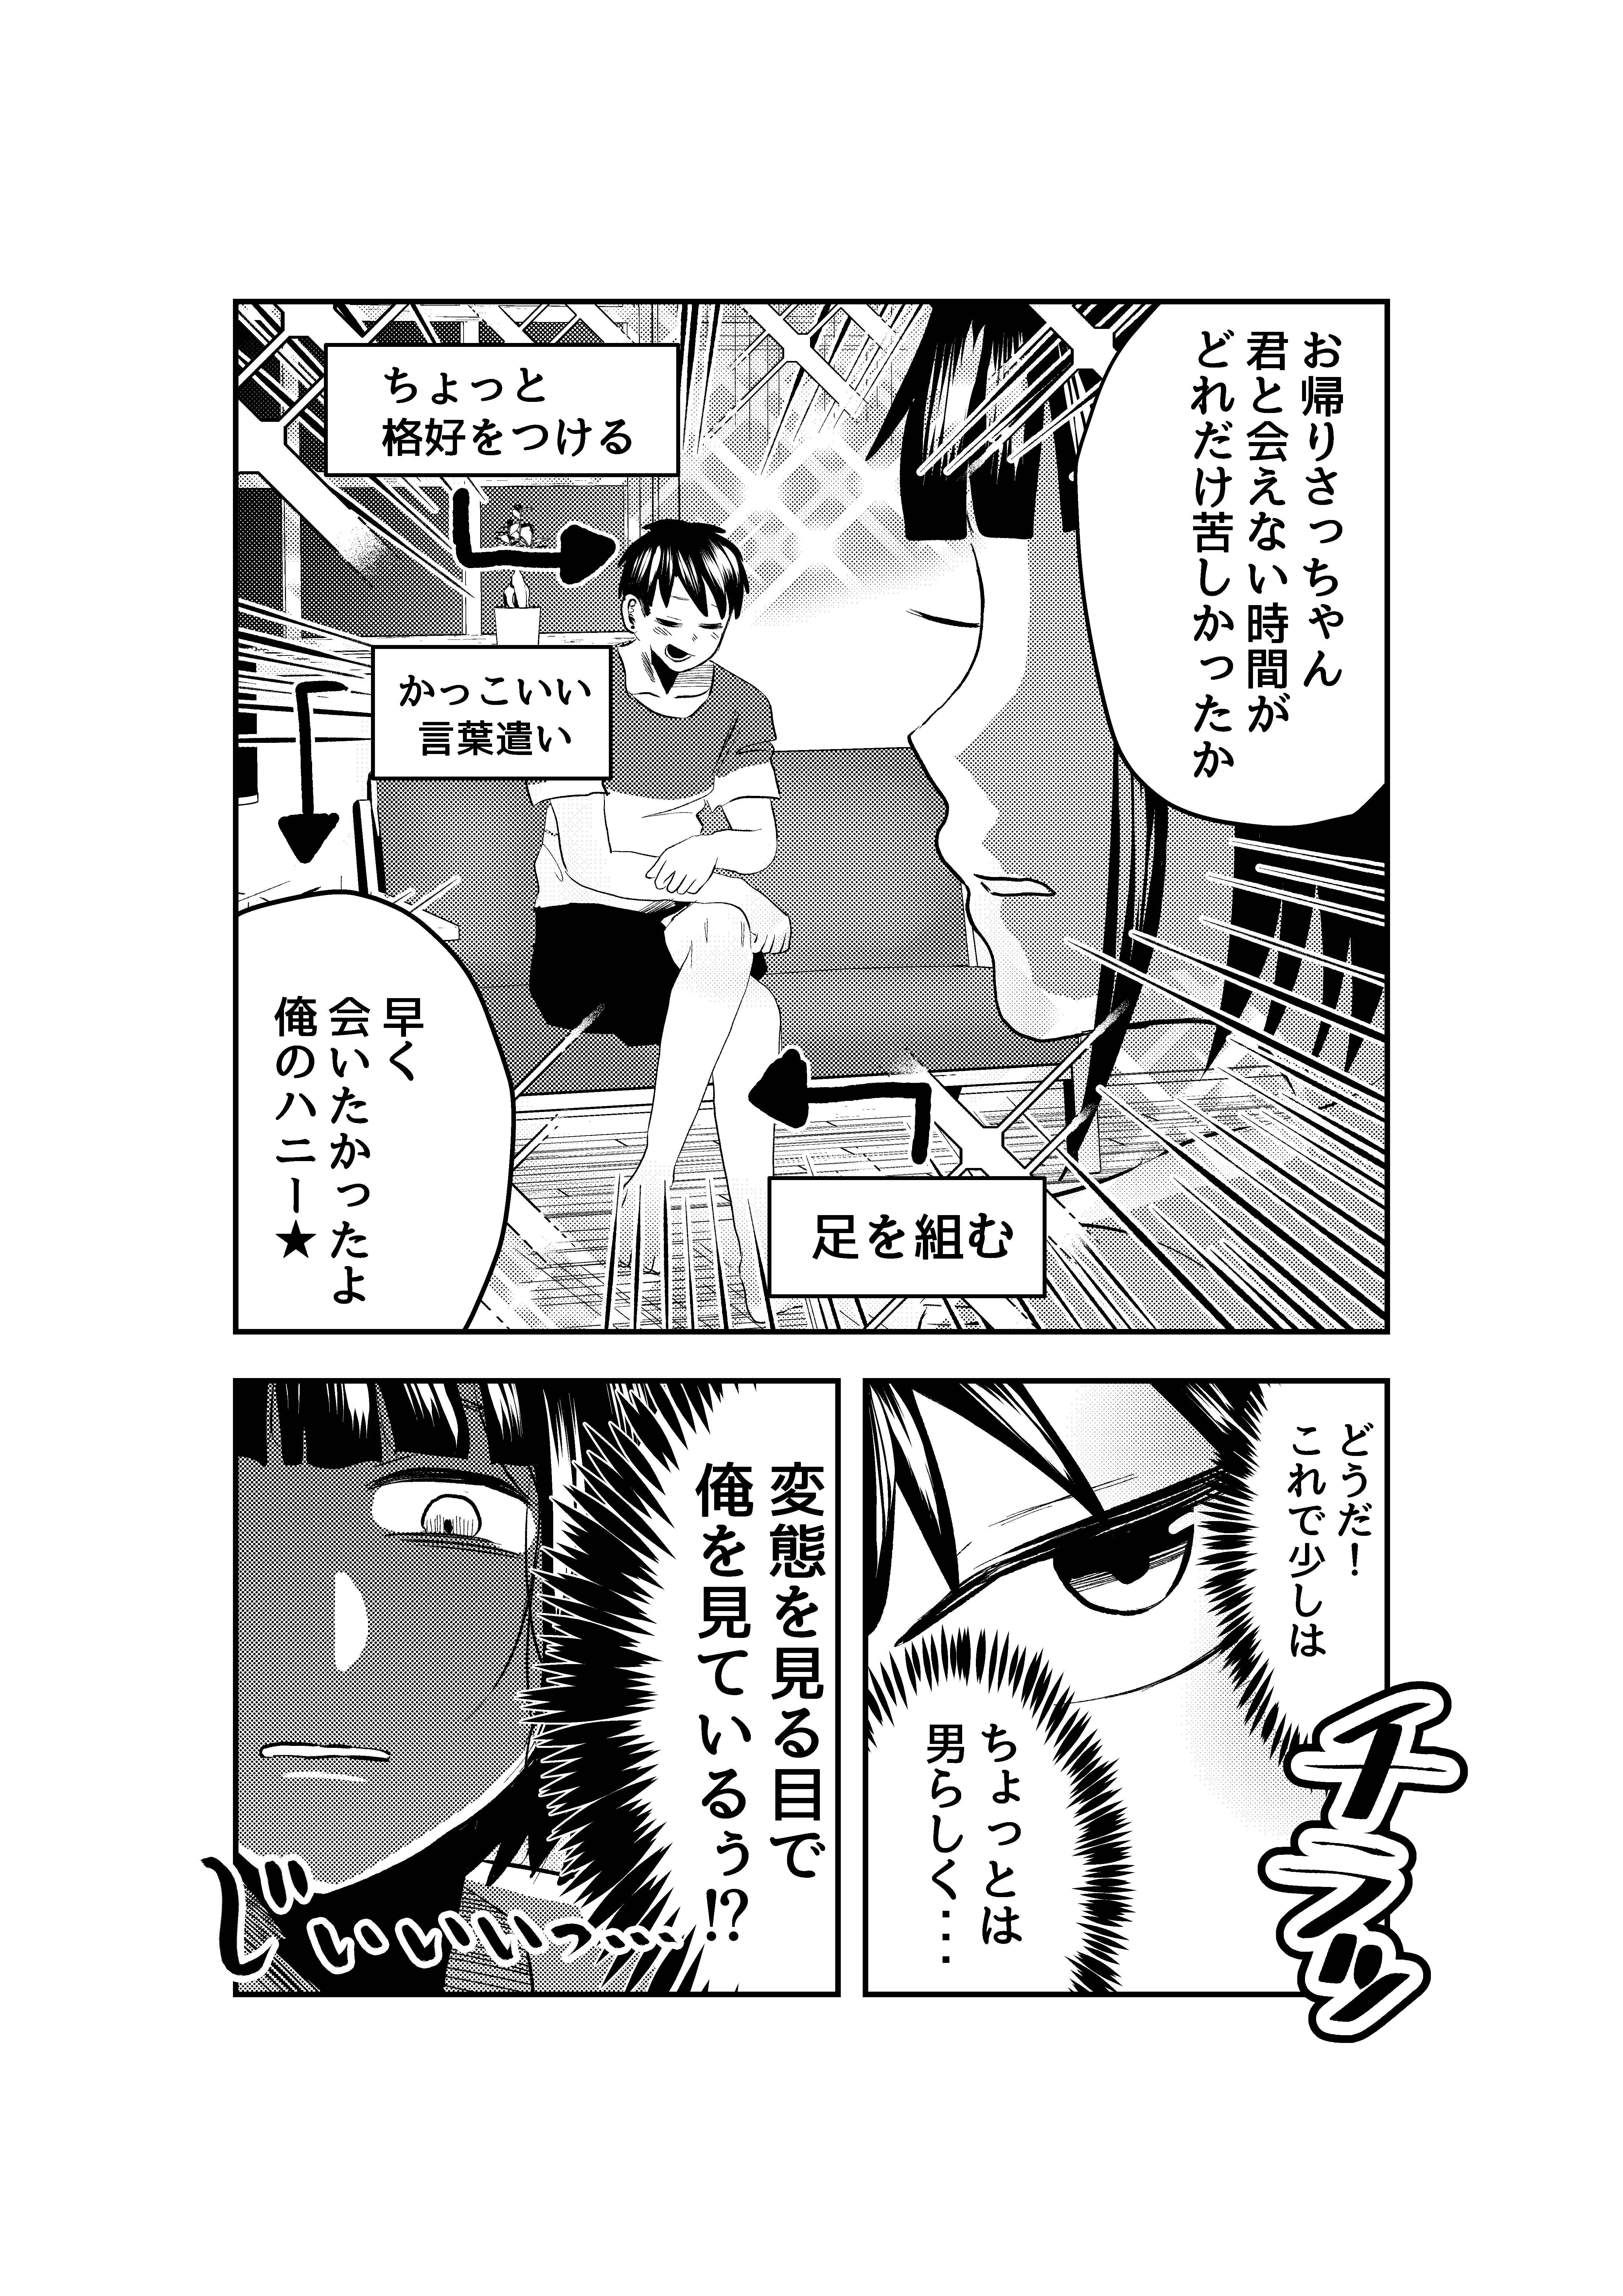 お帰りさっちゃん
君と会えない時間が
どれだけ苦しかったか
ちょっと
格好をつける
かっこいい
言葉遣い
足を組む
早く
会いたかったよ
俺のハニー★
どうだ！
これで少しは
チラッ
ちょっとは
男らしく・・・
変態を見る目で
俺を見ているぅ!?
じいいいいっ…